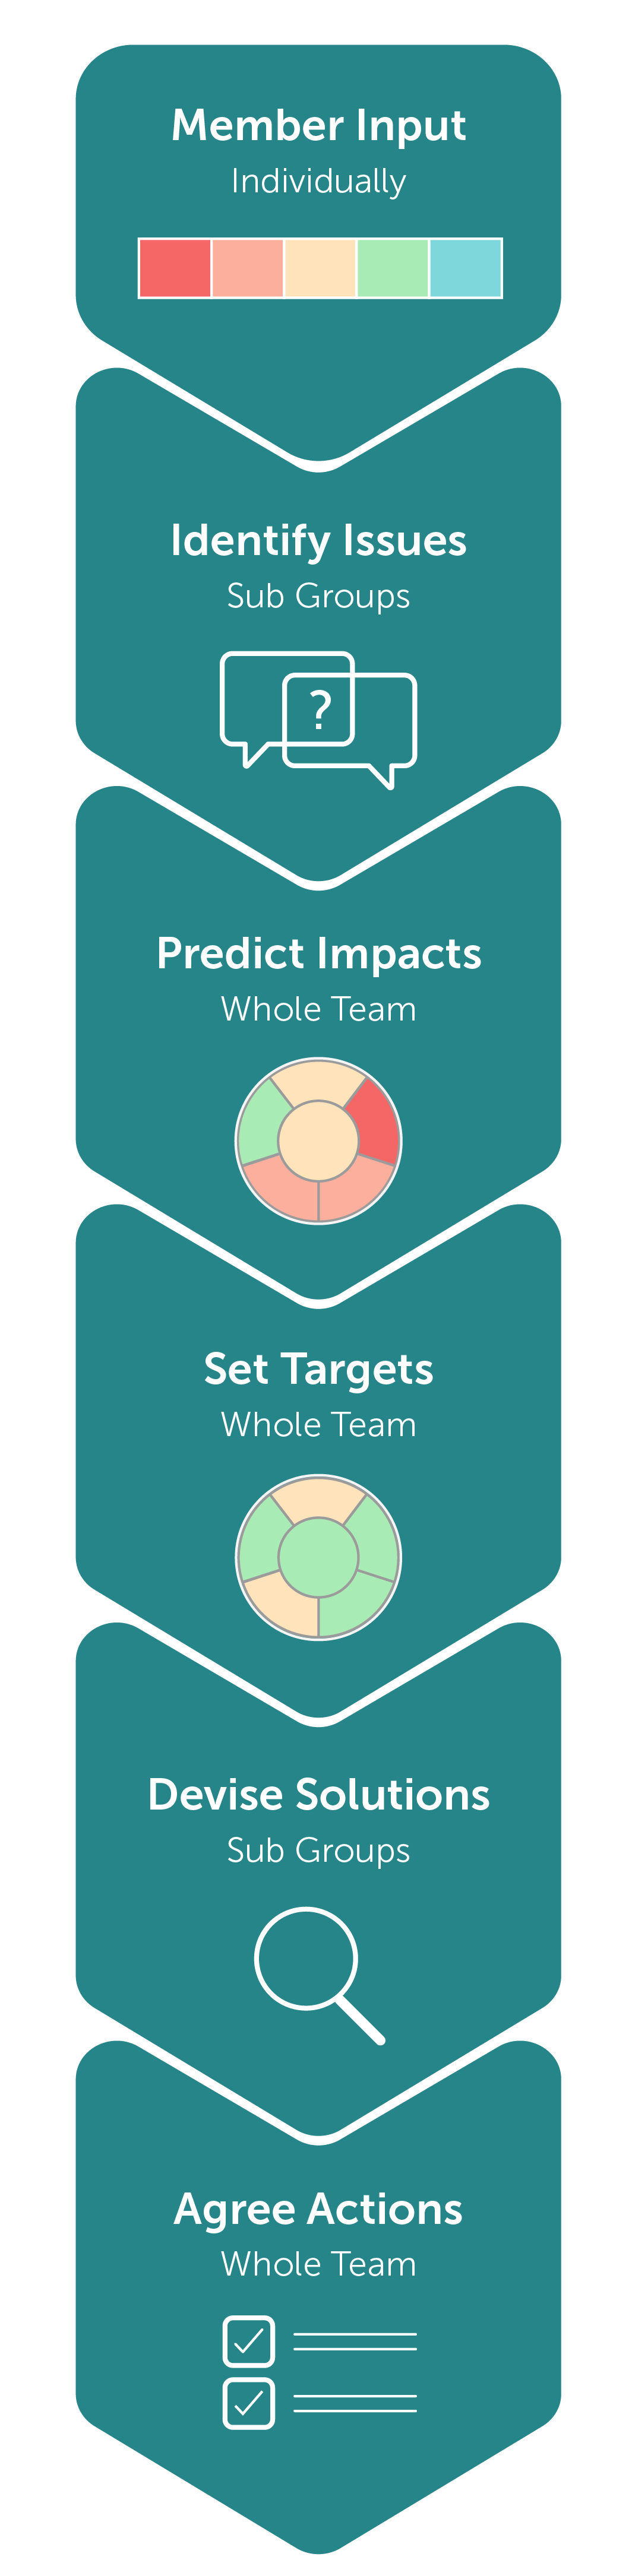 Member Input
Individually
Identify Issues
Sub Groups
?
Predict Impacts
Whole Team
Set Targets
Whole Team
Devise Solutions
Sub Groups
Agree Actions
Whole Team